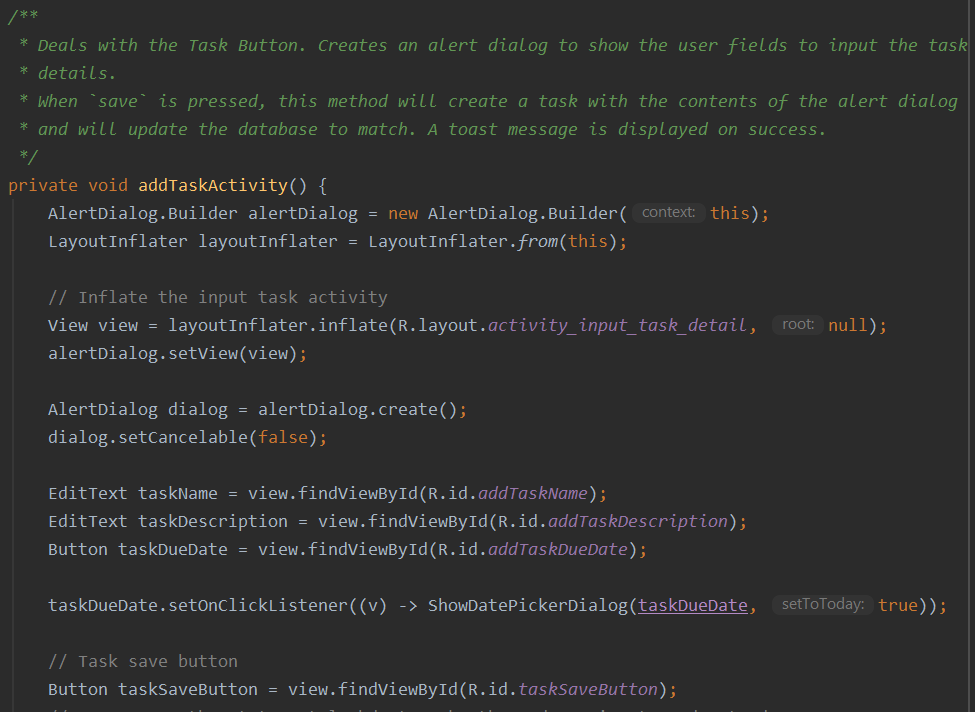 /**
 * Deals with the Task Button. Creates an alert dialog to show the user fields to input the task
 * details.
 * When `save` is pressed, this method will create a task with the contents of the alert dialog
 * and will update the database to match. A toast message is displayed on success.
 */
private void addTaskActivity() {
    AlertDialog.Builder alertDialog = new AlertDialog.Builder( context: this);
    LayoutInflater layoutInflater = LayoutInflater.from(this);

    // Inflate the input task activity
    View view = layoutInflater.inflate(R.layout.activity_input_task_detail, root: null);
    alertDialog.setView(view);

    AlertDialog dialog = alertDialog.create();
    dialog.setCancelable(false);

    EditText taskName = view.findViewById(R.id.addTaskName);
    EditText taskDescription = view.findViewById(R.id.addTaskDescription);
    Button taskDueDate = view.findViewById(R.id.addTaskDueDate);

    taskDueDate.setOnClickListener((v) -> ShowDatePickerDialog(taskDueDate, setToToday: true));

    // Task save button
    Button taskSaveButton = view.findViewById(R.id.taskSaveButton);